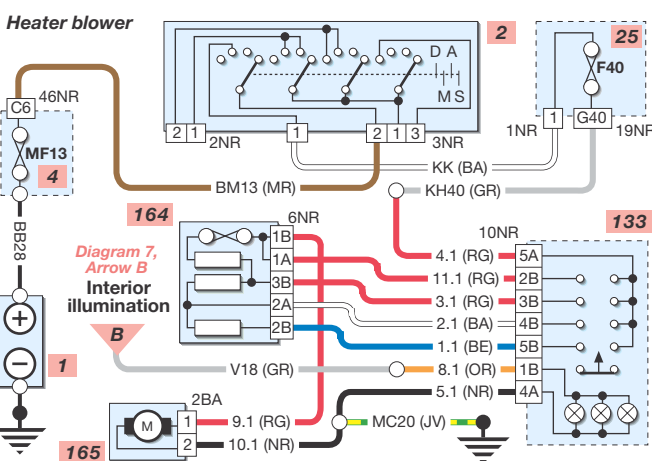 Heater blower
2
25
D A
M S
F40
C6 46NR
MF13
4
2 1 2NR
1
2 1 3 3NR
1NR 1
G40 19NR
KK (BA)
BM13 (MR)
KH40 (GR)
BB28
164
6NR
133
10NR
Diagram 7,
Arrow B
Interior
illumination
B
1B
1A
3B
2A
2B
4.1 (RG) 5A
11.1 (RG) 2B
3.1 (RG) 3B
2.1 (BA) 4B
1.1 (BE) 5B
V18 (GR) 8.1 (OR) 1B
5.1 (NR) 4A
+
−
1
2BA
M
1 9.1 (RG)
2 10.1 (NR)
MC20 (JV)
165